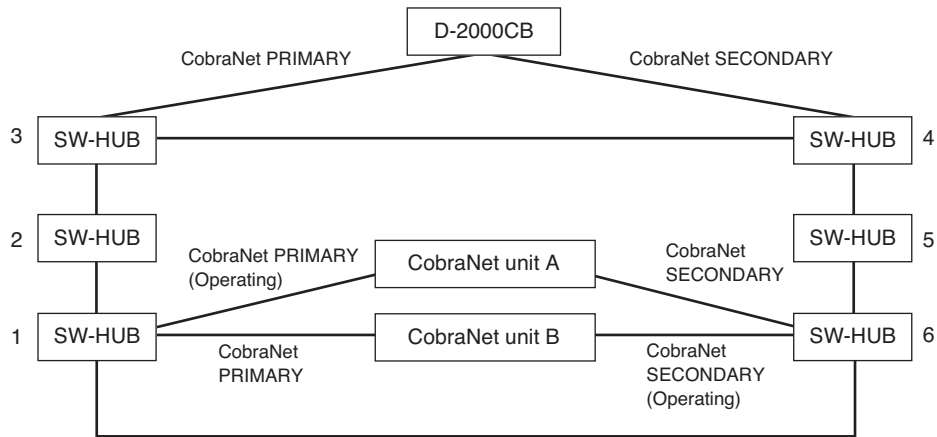 D-2000CB
CobraNet PRIMARY
CobraNet SECONDARY
3
SW-HUB
SW-HUB
4
2
SW-HUB
SW-HUB
5
CobraNet PRIMARY
(Operating)
CobraNet unit A
CobraNet
SECONDARY
1
SW-HUB
CobraNet unit B
SW-HUB
6
CobraNet
PRIMARY
CobraNet
SECONDARY
(Operating)